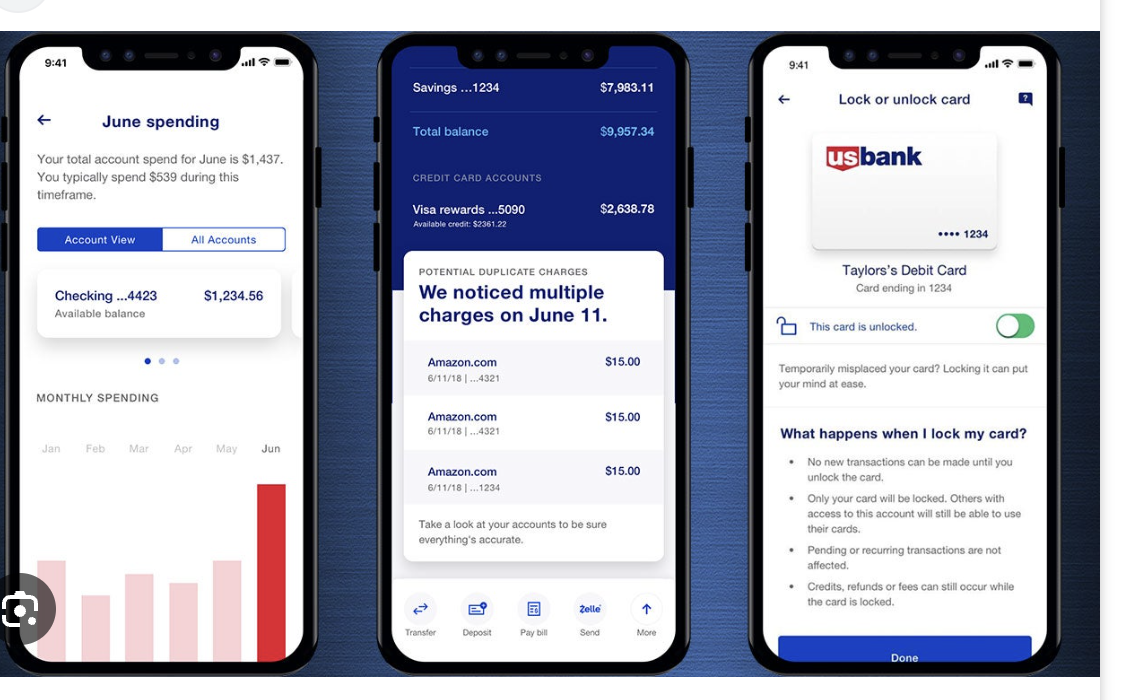 9:41
June spending
Your total account spend for June is $1,437.
You typically spend $539 during this
timeframe.
Account View All Accounts
Checking ...4423 $1,234.56
Available balance
MONTHLY SPENDING
Jan Feb Mar Apr May Jun
Savings ...1234 $7,983.11
Total balance $9,957.34
CREDIT CARD ACCOUNTS
Visa rewards ...5090 $2,638.78
Available credit: $2361.22
POTENTIAL DUPLICATE CHARGES
We noticed multiple
charges on June 11.
Amazon.com $15.00
6/11/18 | ...4321
Amazon.com $15.00
6/11/18 | ...4321
Amazon.com $15.00
6/11/18 | ...1234
Take a look at your accounts to be sure
everything's accurate.
Zelle
Transfer Deposit Pay bill Send More
9:41
Lock or unlock card
?
usbank
•••• 1234
Taylors's Debit Card
Card ending in 1234
This card is unlocked.
Temporarily misplaced your card? Locking it can put
your mind at ease.
What happens when I lock my card?
• No new transactions can be made until you
unlock the card.
• Only your card will be locked. Others with
access to this account will still be able to use
their cards.
• Pending or recurring transactions are not
affected.
• Credits, refunds or fees can still occur while
the card is locked.
Done